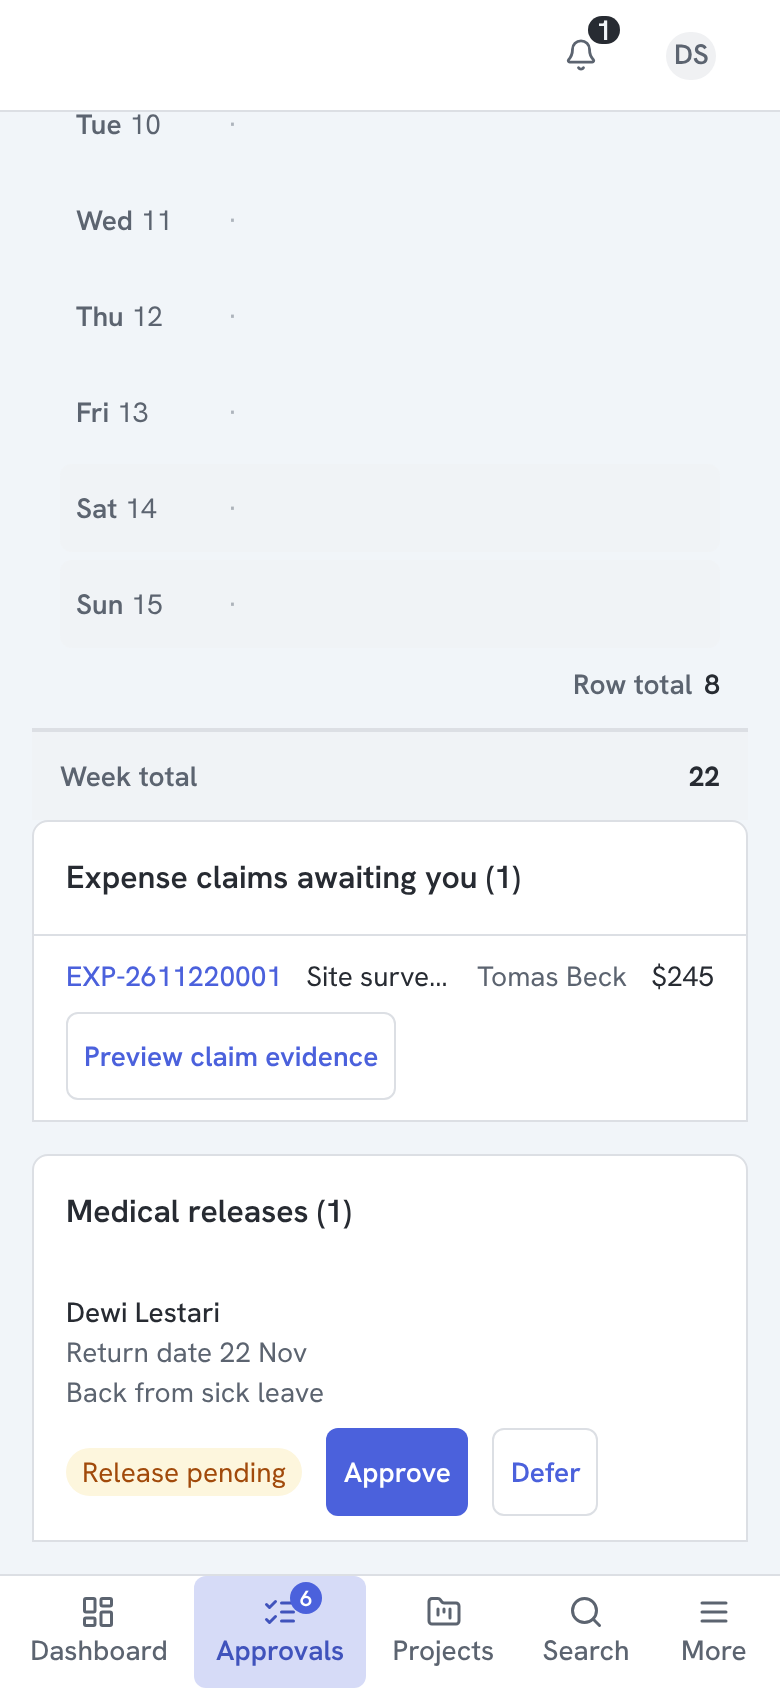 1
DS
Tue 10 ·
Wed 11 ·
Thu 12 ·
Fri 13 ·
Sat 14 ·
Sun 15 ·
Row total 8
Week total 22
Expense claims awaiting you (1)
EXP-2611220001 Site surve... Tomas Beck $245
Preview claim evidence
Medical releases (1)
Dewi Lestari
Return date 22 Nov
Back from sick leave
Release pending Approve Defer
6
Dashboard Approvals Projects Search More